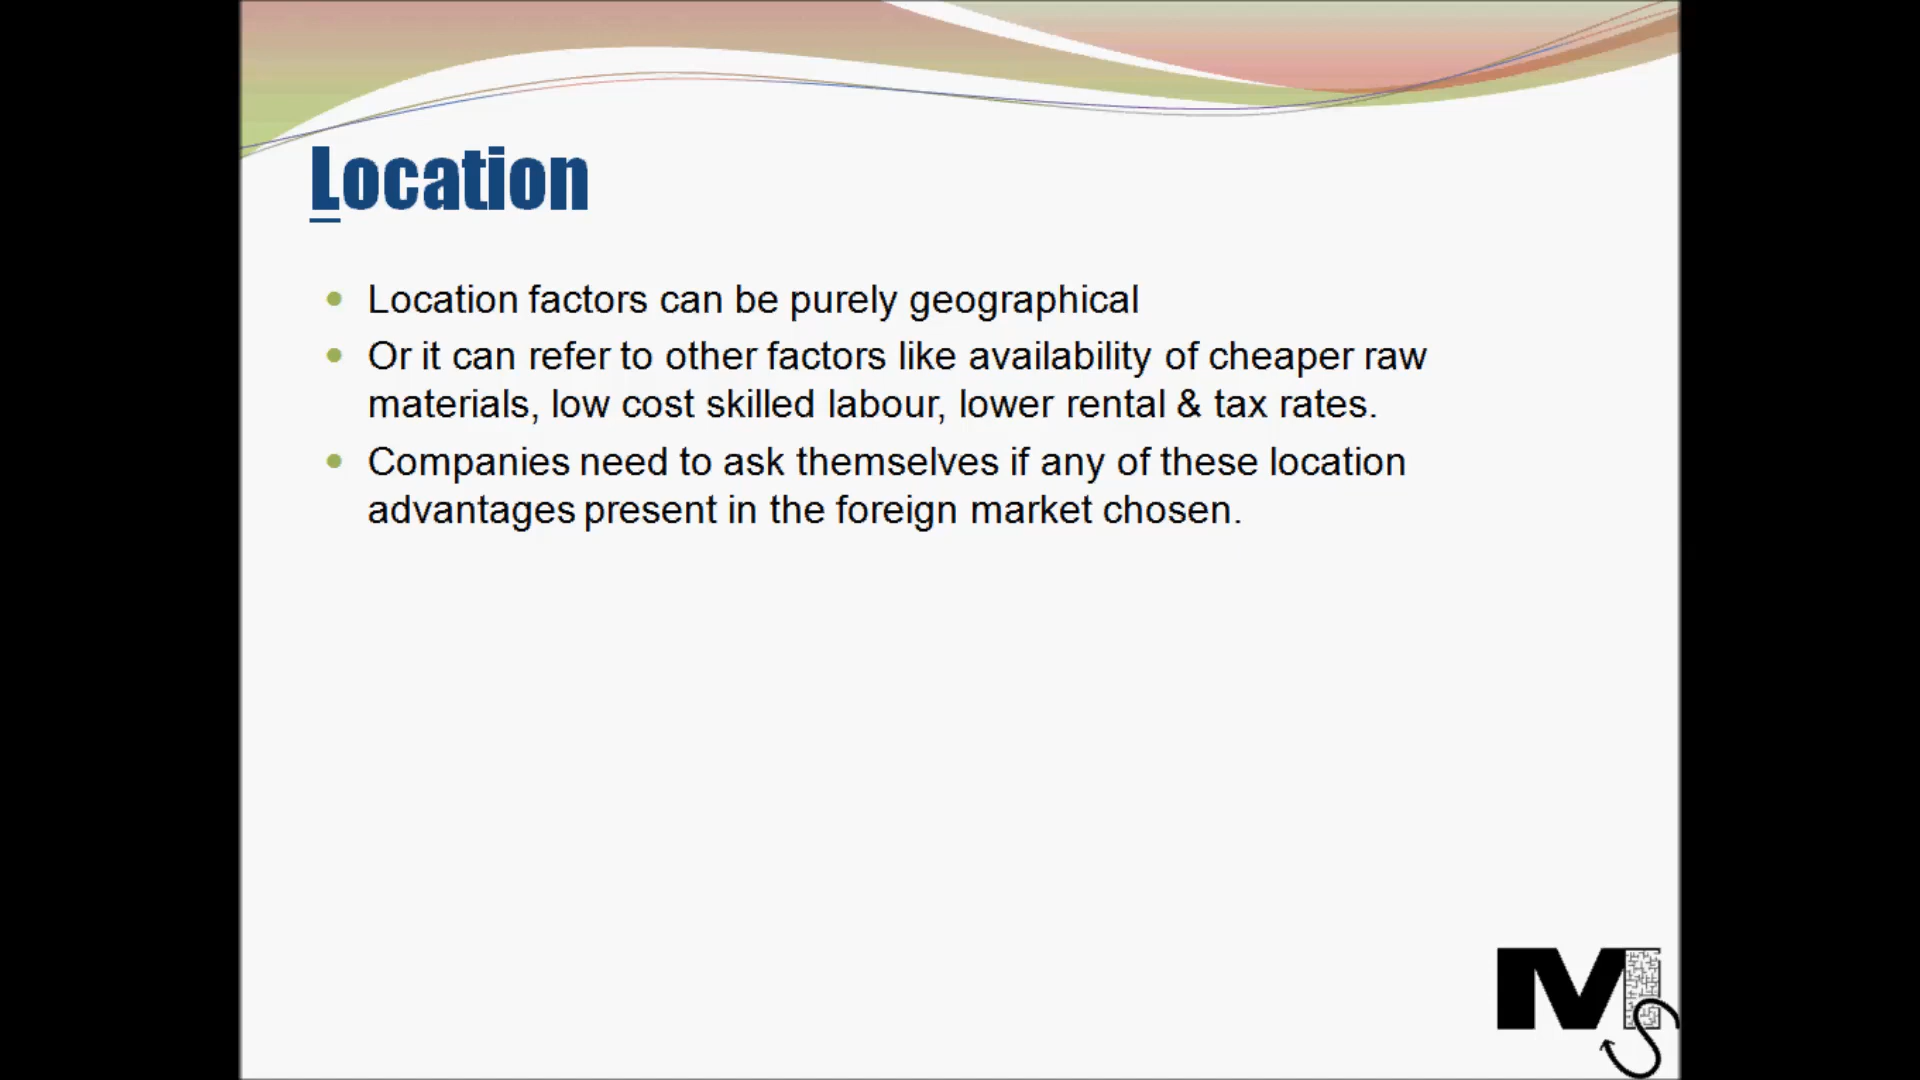 Location
Location factors can be purely geographical
Or it can refer to other factors like availability of cheaper raw
materials, low cost skilled labour, lower rental & tax rates.
Companies need to ask themselves if any of these location
advantages present in the foreign market chosen.
MS